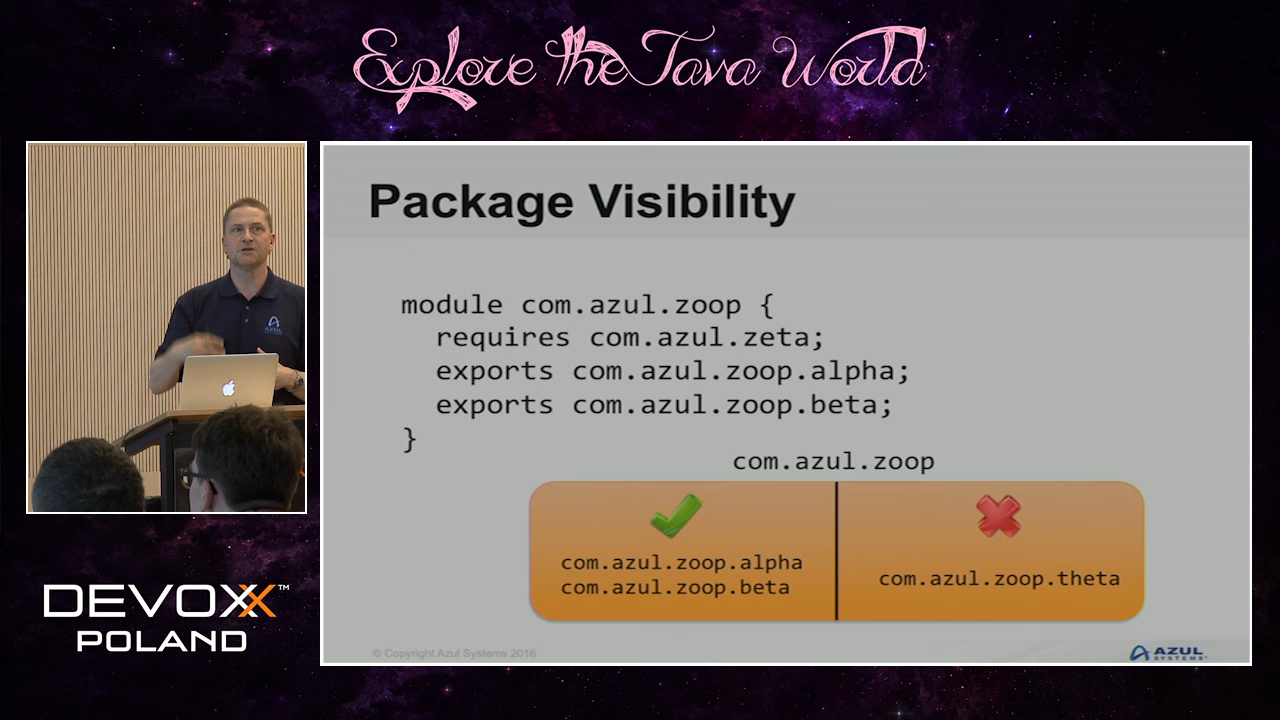 Explore the Java World
Package Visibility
module com.azul.zoop {
requires com.azul.zeta;
exports com.azul.zoop.alpha;
exports com.azul.zoop.beta;
}
com.azul.zoop
com.azul.zoop.alpha
com.azul.zoop.beta
com.azul.zoop.theta
© Copyright Azul Systems 2016
AZUL
SYSTEMS
AZUL
DEVOXX™
POLAND